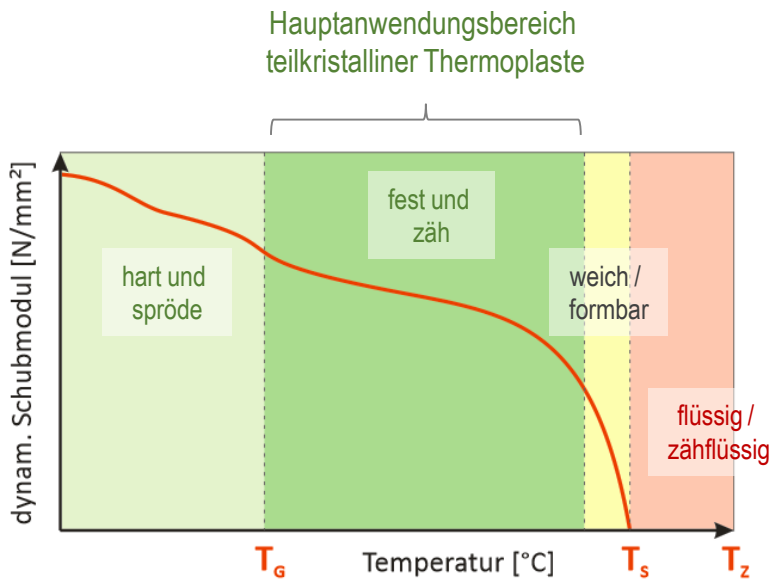 Hauptanwendungsbereich
teilkristalliner Thermoplaste
dynam. Schubmodul [N/mm²]
hart und
spröde
fest und
zäh
weich /
formbar
flüssig /
zähflüssig
TG
Temperatur [°C]
TS
TZ